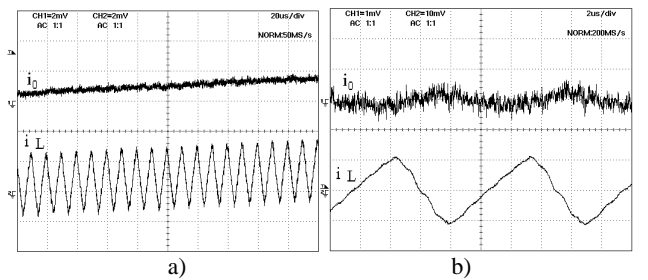 CH1=2mV CH2=2mV 20us/div
AC 1:1 AC 1:1
NORM:50MS/s
i0
i L
a)
CH1=1mV CH2=10mV 2us/div
AC 1:1 AC 1:1
NORM:200MS/s
i0
i L
b)